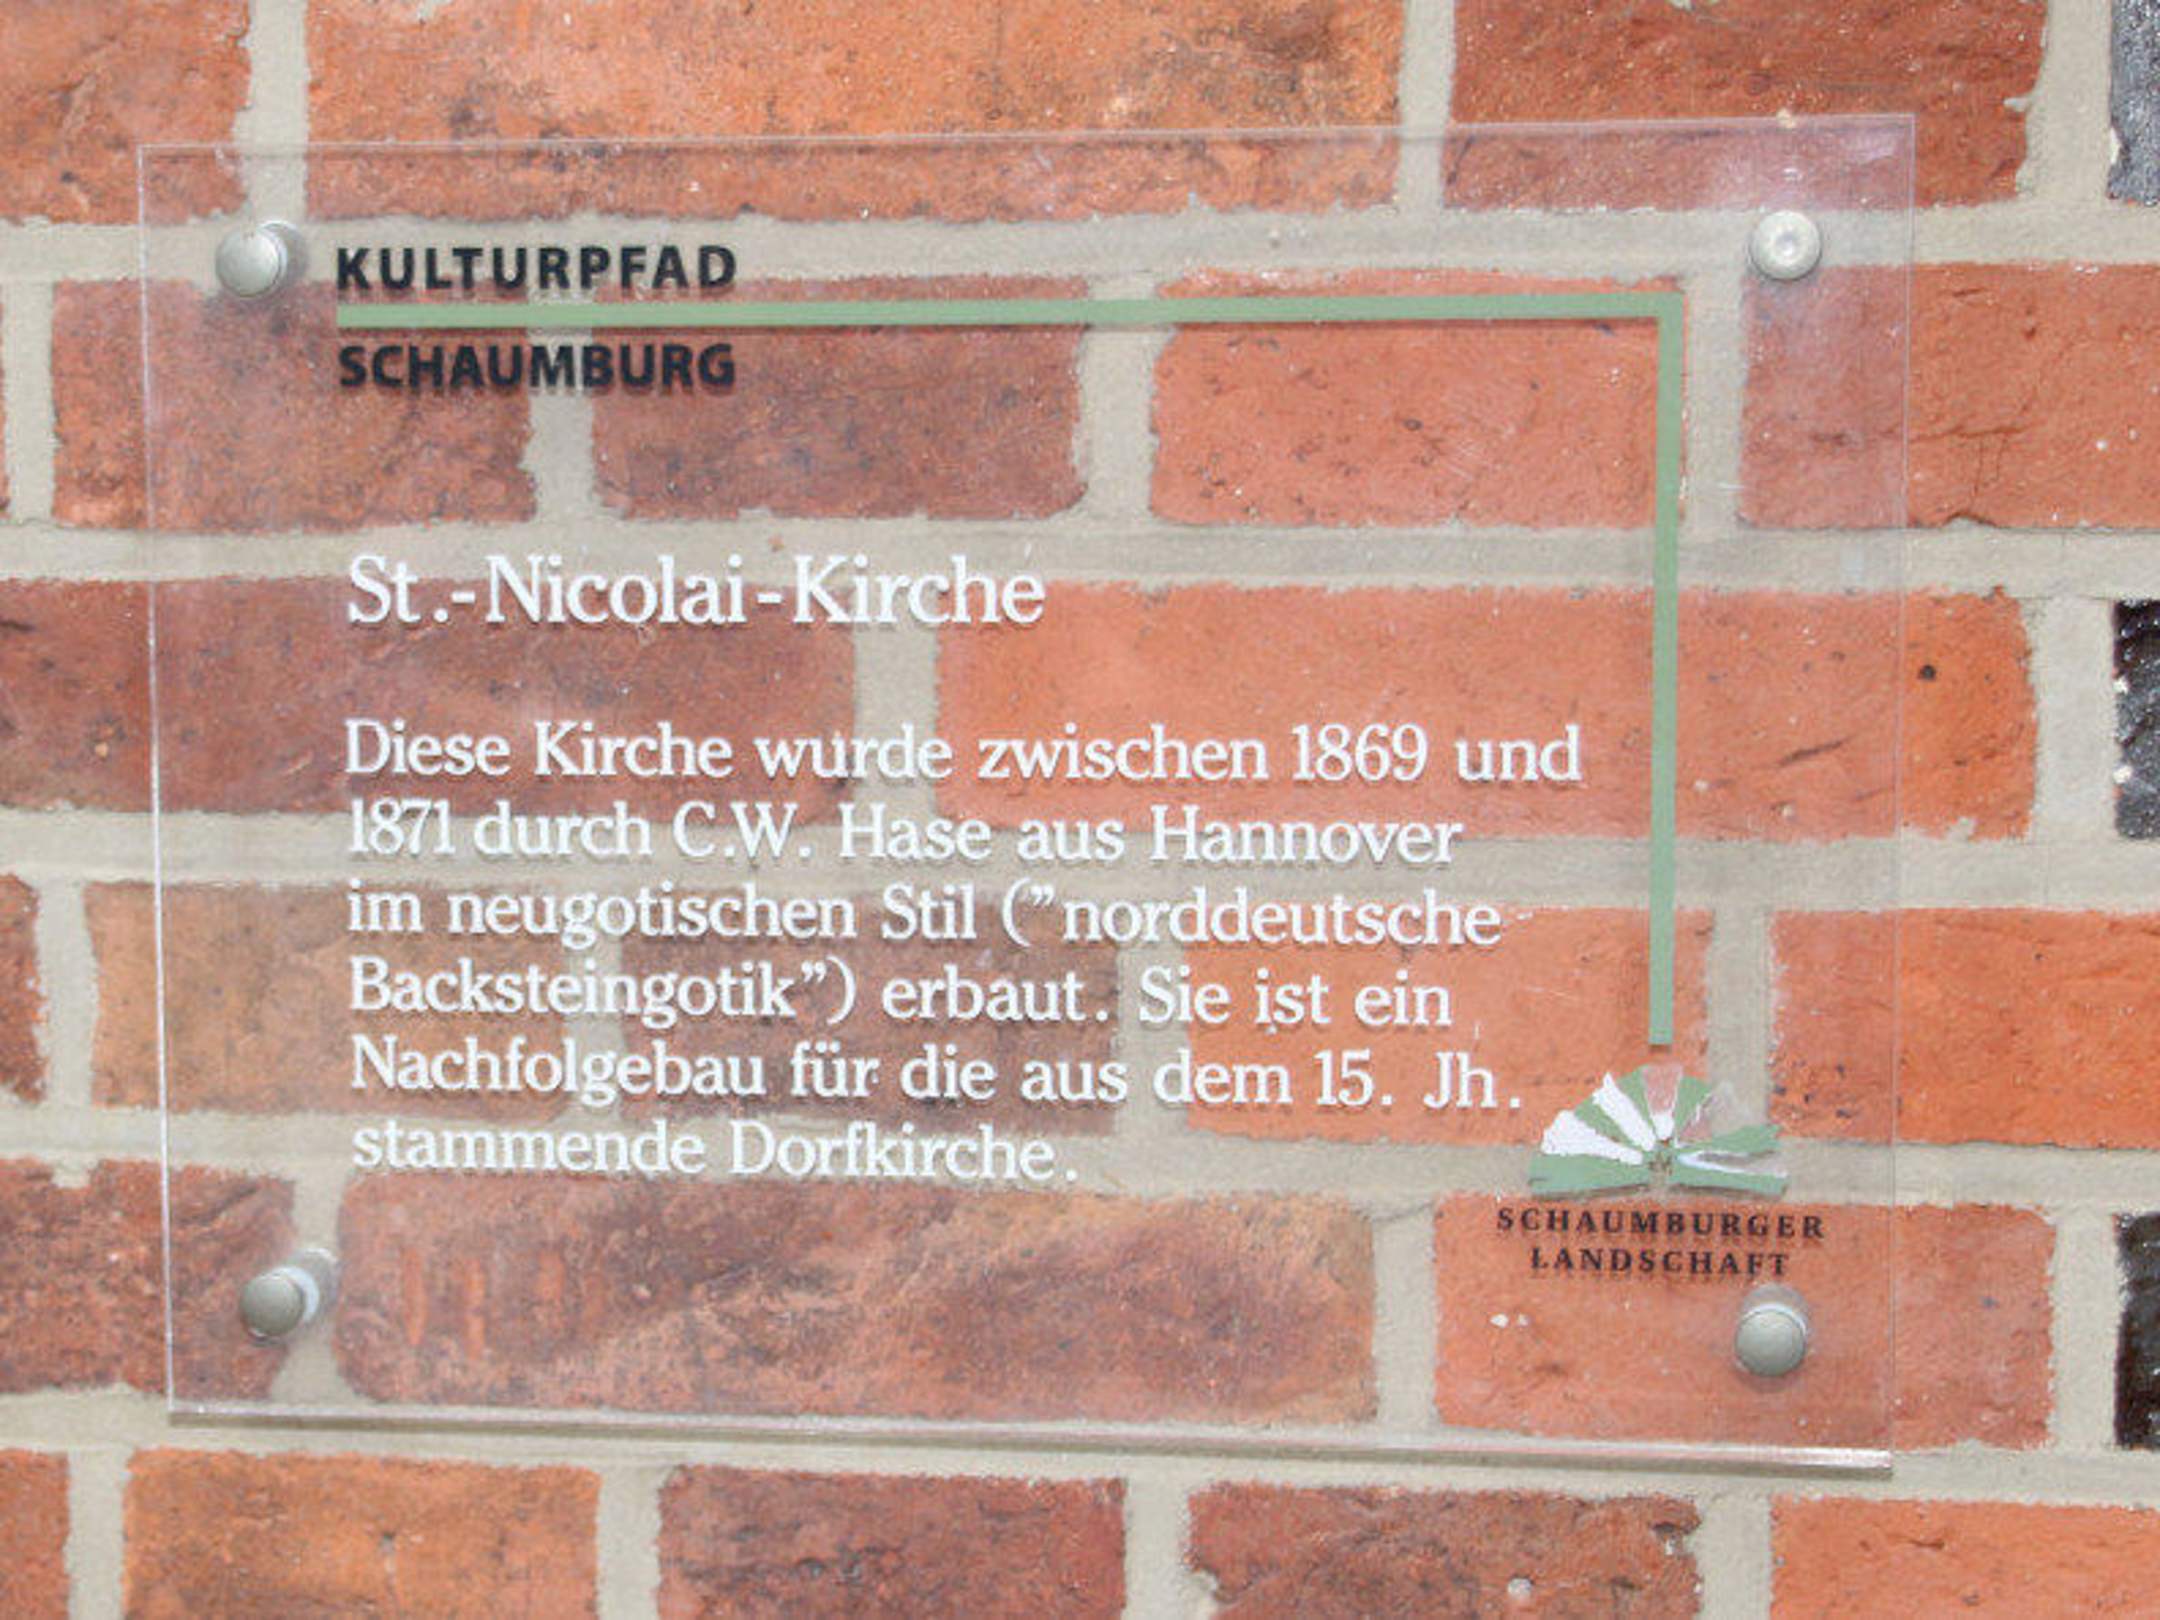 KULTURPFAD
SCHAUMBURG
St.-Nicolai-Kirche
Diese Kirche wurde zwischen 1869 und
1871 durch C.W. Hase aus Hannover
im neugotischen Stil (”norddeutsche
Backsteingotik”) erbaut. Sie ist ein
Nachfolgebau für die aus dem 15. Jh.
stammende Dorfkirche.
SCHAUMBURGER
LANDSCHAFT